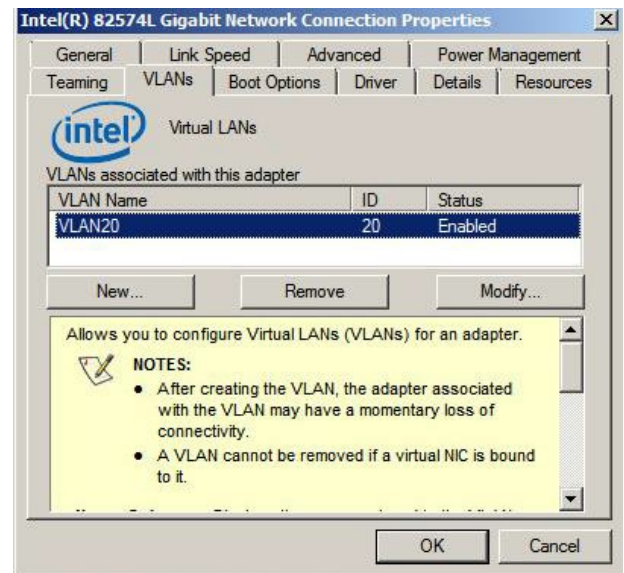 Intel(R) 82574L Gigabit Network Connection Properties
General Link Speed Advanced Power Management
Teaming VLANs Boot Options Driver Details Resources
intel Virtual LANs
VLANs associated with this adapter
VLAN Name ID Status
VLAN20 20 Enabled
New... Remove Modify...
Allows you to configure Virtual LANs (VLANs) for an adapter.
NOTES:
• After creating the VLAN, the adapter associated
with the VLAN may have a momentary loss of
connectivity.
• A VLAN cannot be removed if a virtual NIC is bound
to it.
OK Cancel